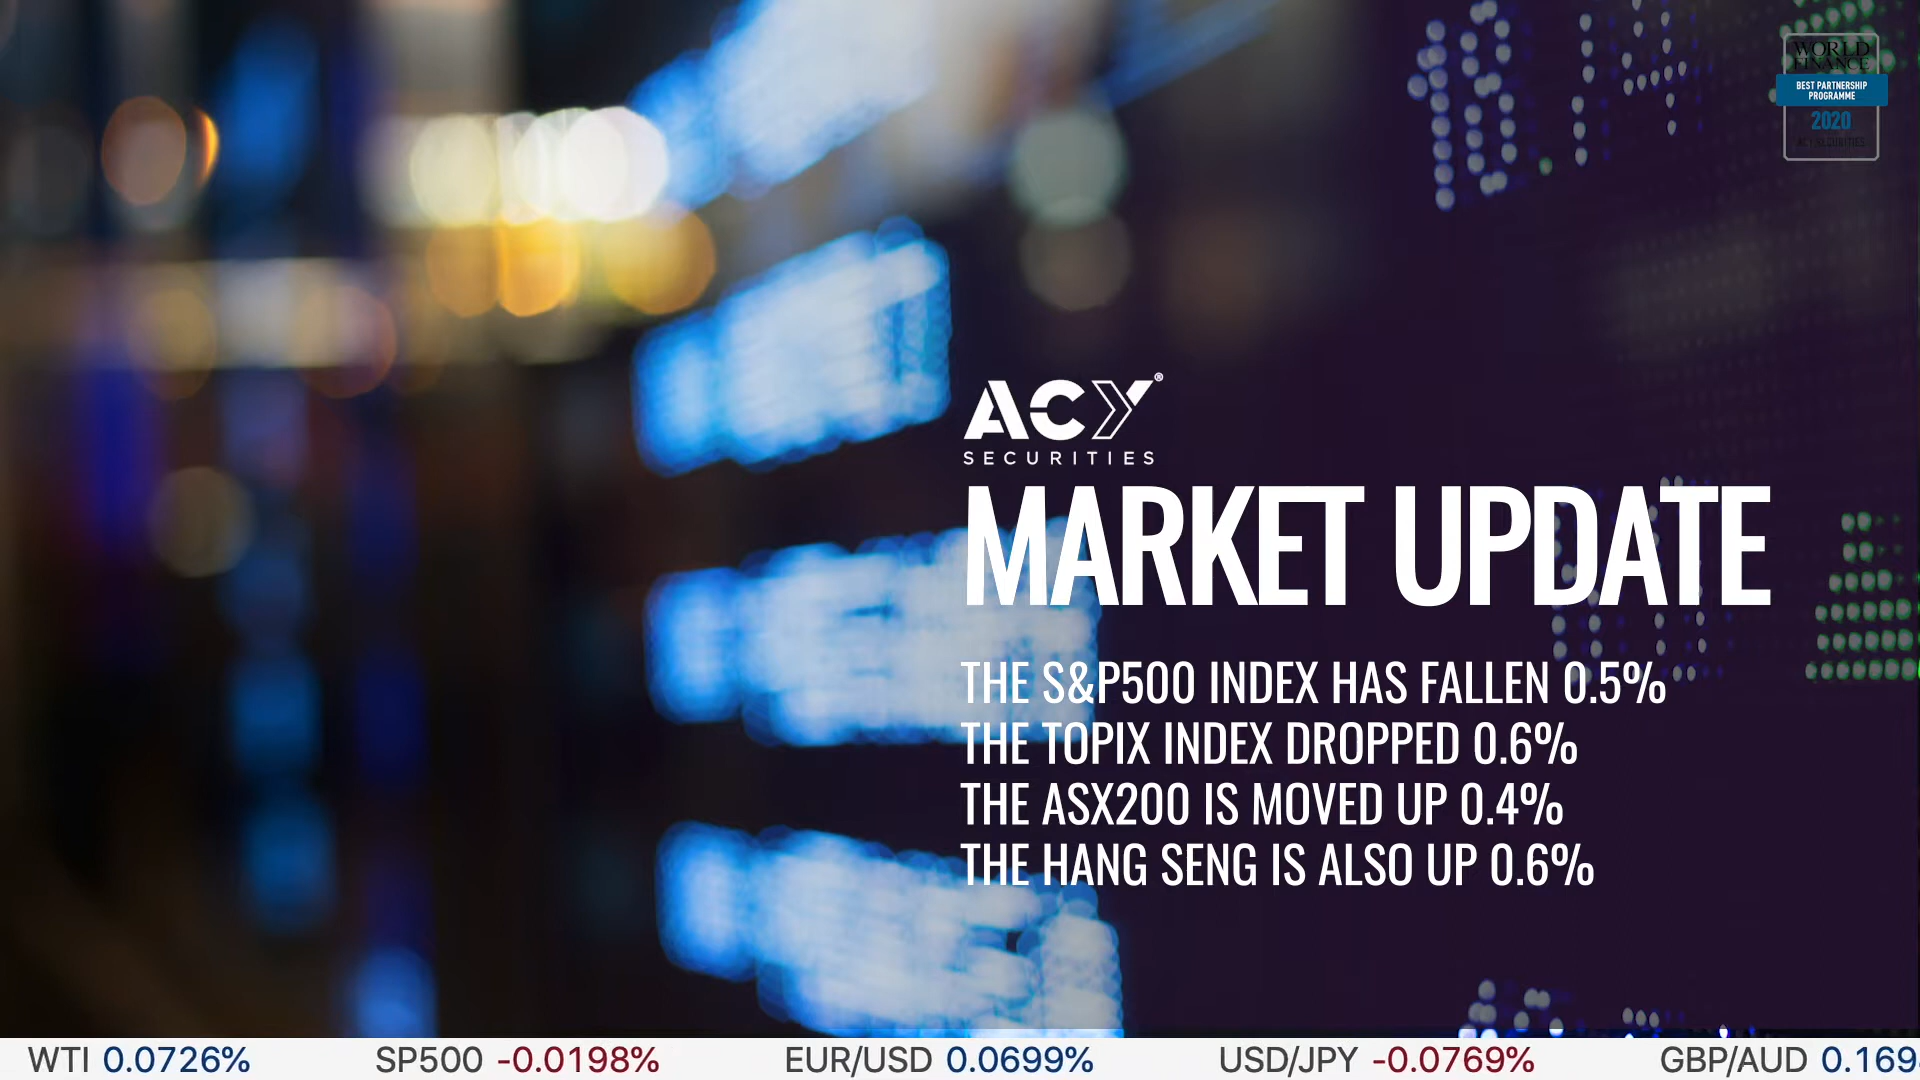 WORLD
FINANCE
BEST PARTNERSHIP
PROGRAMME
2020
ACY SECURITIES
ACY®
SECURITIES
MARKET UPDATE
THE S&P500 INDEX HAS FALLEN 0.5%
THE TOPIX INDEX DROPPED 0.6%
THE ASX200 IS MOVED UP 0.4%
THE HANG SENG IS ALSO UP 0.6%
WTI 0.0726% SP500 -0.0198% EUR/USD 0.0699% USD/JPY -0.0769% GBP/AUD 0.169